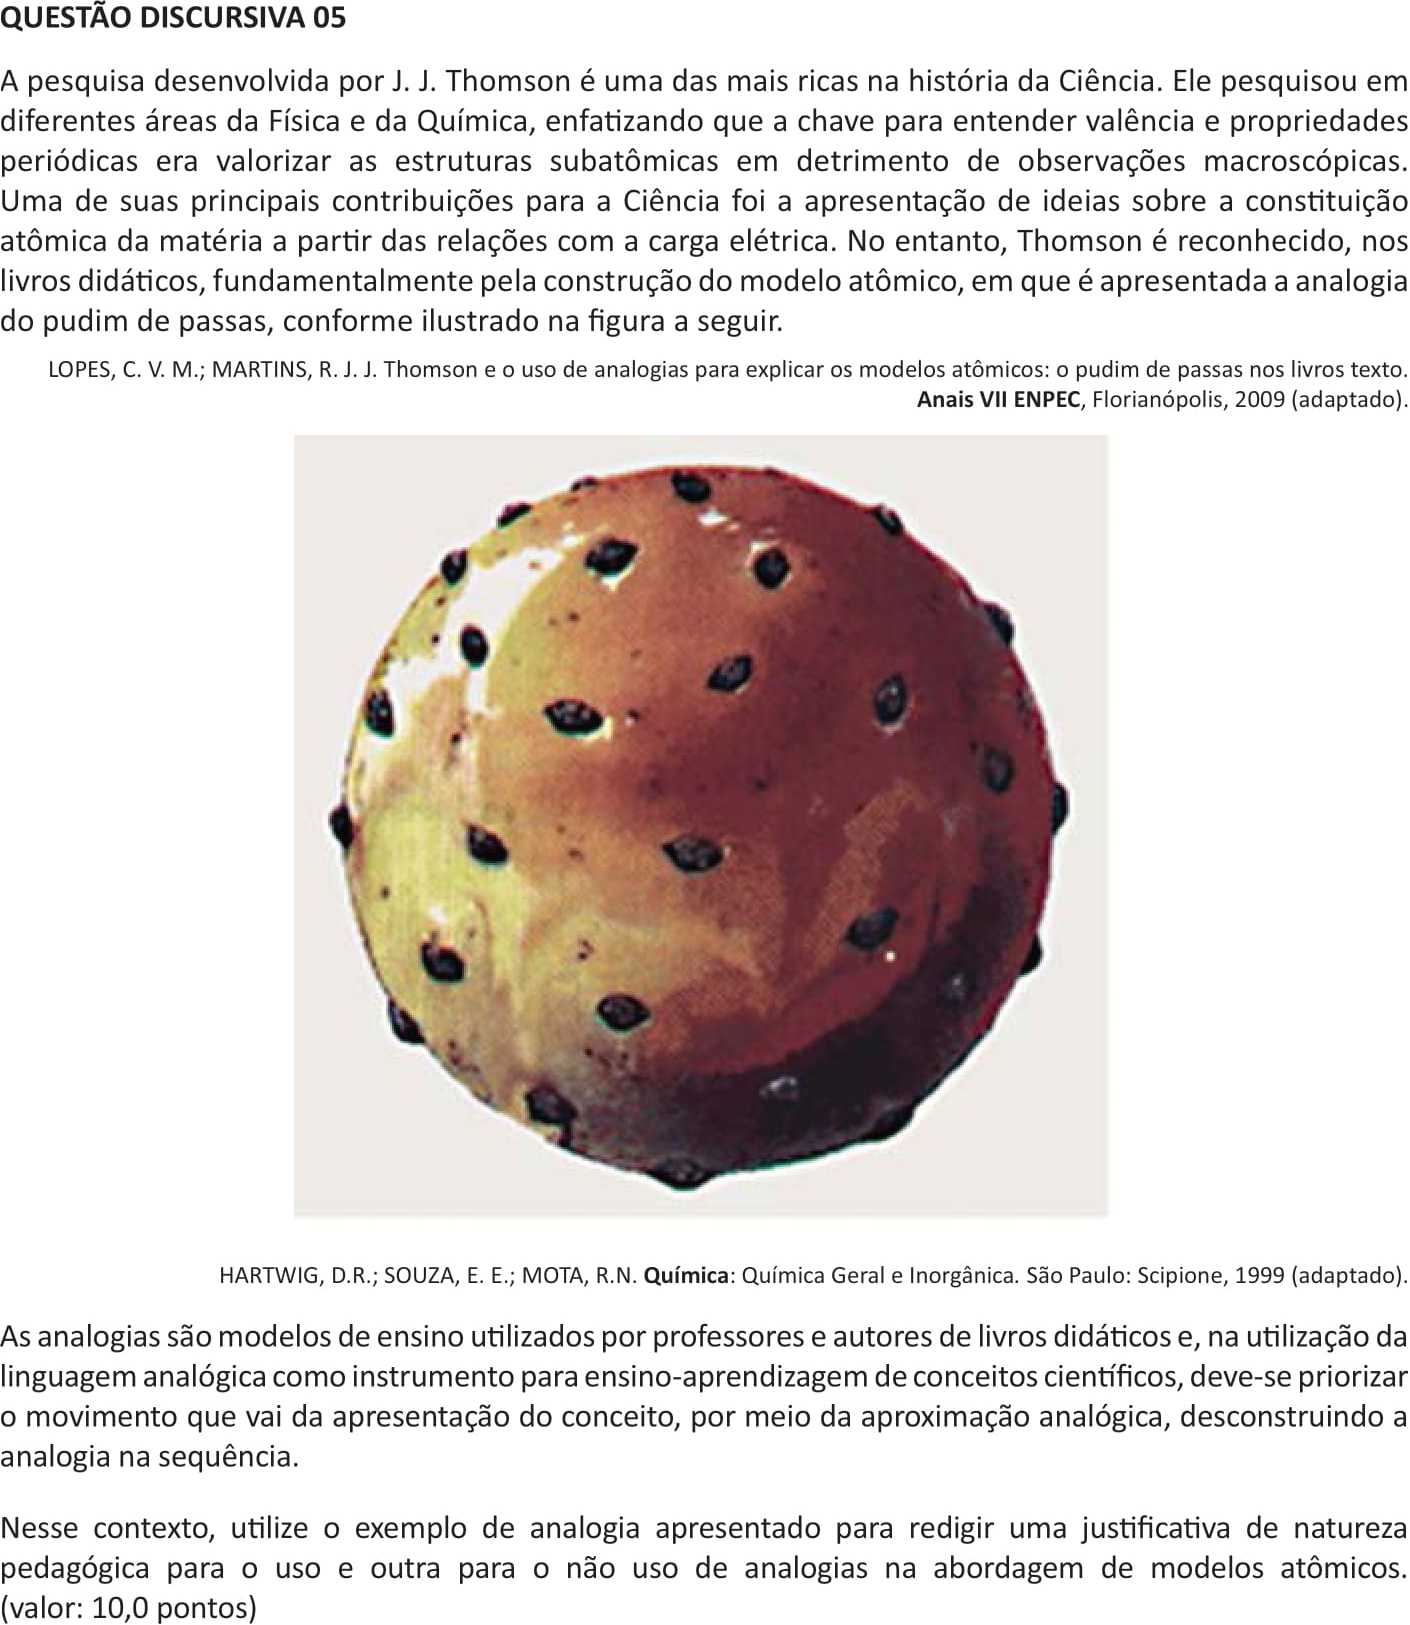 QUESTÃO DISCURSIVA 05
A pesquisa desenvolvida por J. J. Thomson é uma das mais ricas na história da Ciência. Ele pesquisou em
diferentes áreas da Física e da Química, enfatizando que a chave para entender valência e propriedades
periódicas era valorizar as estruturas subatômicas em detrimento de observações macroscópicas.
Uma de suas principais contribuições para a Ciência foi a apresentação de ideias sobre a constituição
atômica da matéria a partir das relações com a carga elétrica. No entanto, Thomson é reconhecido, nos
livros didáticos, fundamentalmente pela construção do modelo atômico, em que é apresentada a analogia
do pudim de passas, conforme ilustrado na figura a seguir.
LOPES, C. V. M.; MARTINS, R. J. J. Thomson e o uso de analogias para explicar os modelos atômicos: o pudim de passas nos livros texto.
Anais VII ENPEC, Florianópolis, 2009 (adaptado).
HARTWIG, D.R.; SOUZA, E. E.; MOTA, R.N. Química: Química Geral e Inorgânica. São Paulo: Scipione, 1999 (adaptado).
As analogias são modelos de ensino utilizados por professores e autores de livros didáticos e, na utilização da
linguagem analógica como instrumento para ensino-aprendizagem de conceitos científicos, deve-se priorizar
o movimento que vai da apresentação do conceito, por meio da aproximação analógica, desconstruindo a
analogia na sequência.
Nesse contexto, utilize o exemplo de analogia apresentado para redigir uma justificativa de natureza
pedagógica para o uso e outra para o não uso de analogias na abordagem de modelos atômicos.
(valor: 10,0 pontos)